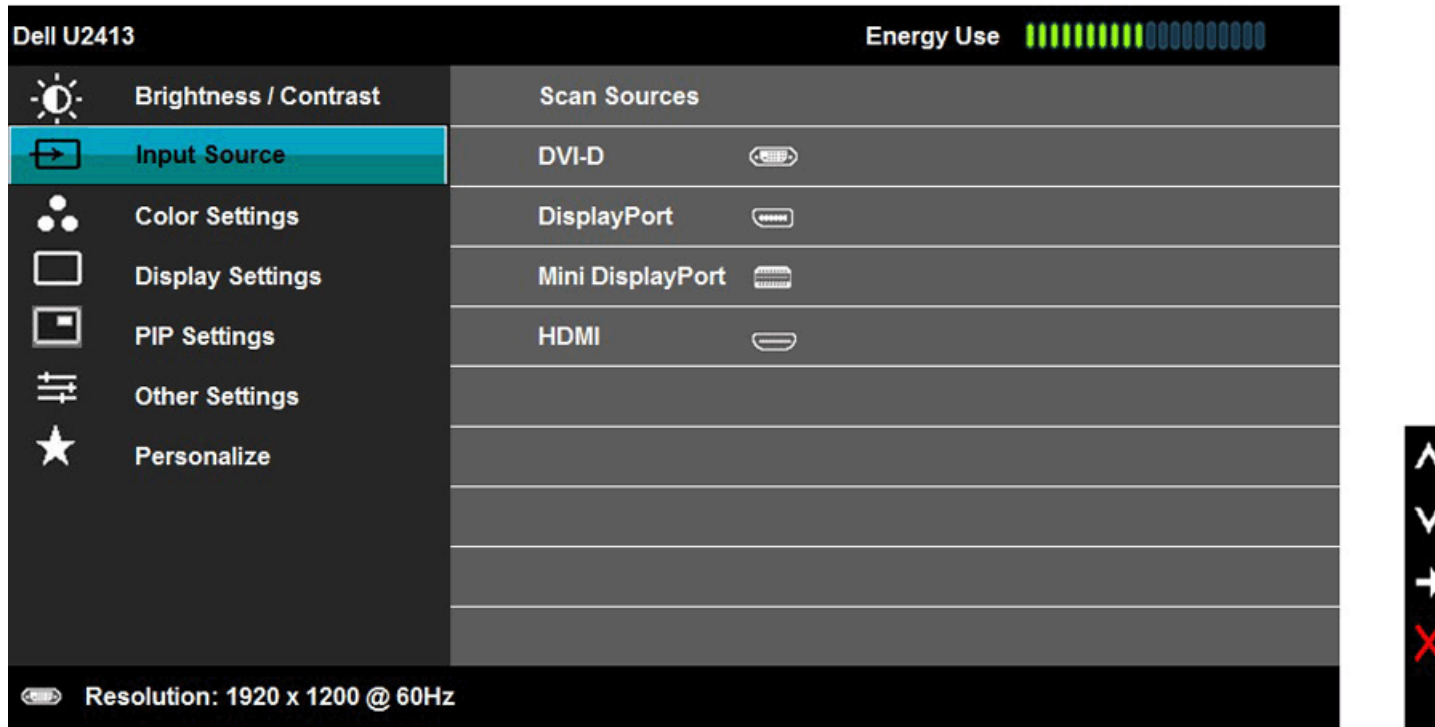 Dell U2413 Energy Use
Brightness / Contrast Scan Sources
Input Source DVI-D
Color Settings DisplayPort
Display Settings Mini DisplayPort
PIP Settings HDMI
Other Settings
Personalize
Resolution: 1920 x 1200 @ 60Hz